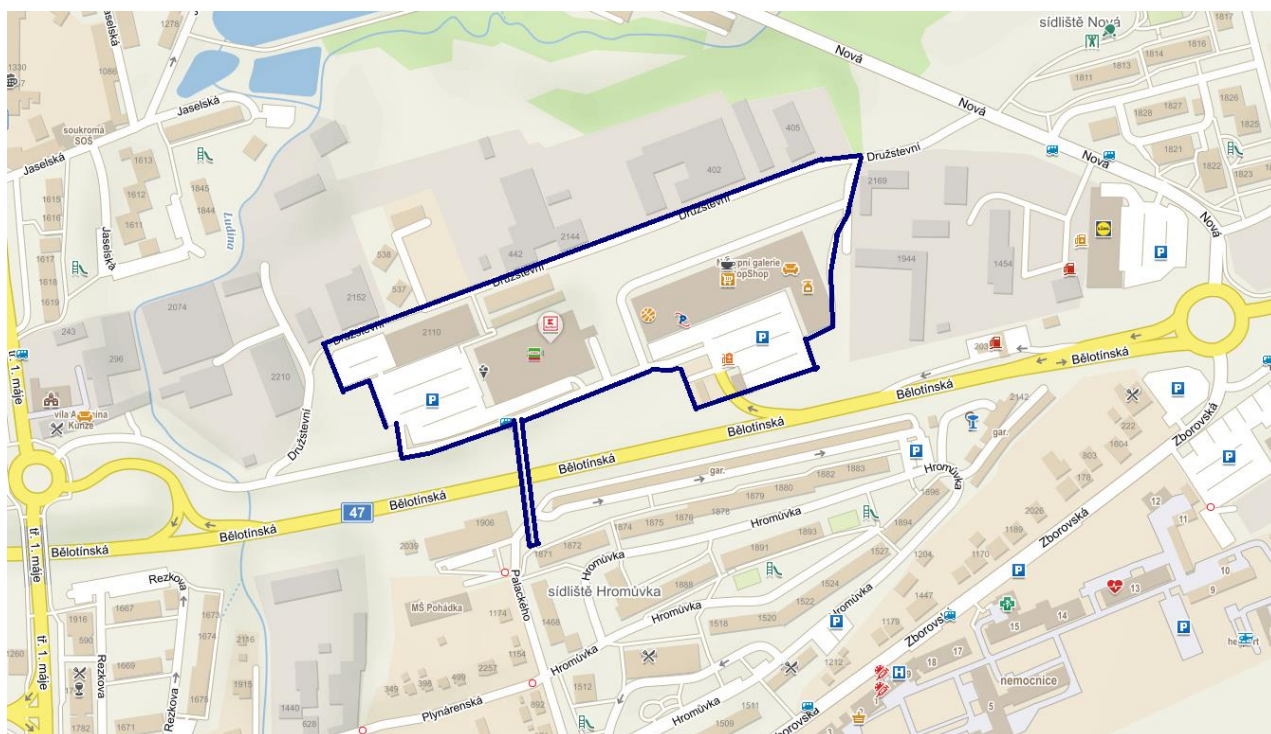 sídliště Nová
Jaselská
1278
1817
1816
1814
1813
1811
1330
1086
Nová
Jaselská
Nová
1826
1827
1828
1825
soukromá
SOŠ
405
Nová
1821
1822
1823
Jaselská
1613
402
Družstevní
2169
1612
1845
1844
1615
1616
1611
Družstevní
Nová
Ludina
Jaselská
2144
442
538
1944
1454
1617
1618
1619
537
Družstevní
2152
2074
243
296
Družstevní
2110
2210
Bělotínská
Bělotínská
vila
Kunze
tř. 1. máje
Družstevní
2142
222
1604
Zborovská
Bělotínská
gar.
803
178
Bělotínská
gar.
1882
1883
Hromůvka
47
1880
1879
1896
Bělotínská
1906
1874
1875
1876
1878
Hromůvka
1894
2026
1189
12
11
tř. 1. máje
Bělotínská
2039
1871
1872
Hromůvka
1891
1893
1527
1204
1170
Zborovská
10
9
Rezkova
Palackého
sídliště Hromůvka
1888
1524
1522
1447
13
14
15
1667
1673
1674
MŠ Pohádka
1174
1468
1518
1520
Hromůvka
1179
Zborovská
1916
590
2116
17
18
1260
tř. 1. máje
Rezkova
1669
1154
Hromůvka
1212
nemocnice
1915
2257
499
398
349
1512
1675
Rezkova
1440
628
Plynárenská
892
Hromůvka
1511
1509
Zborovská
5
1782
1671